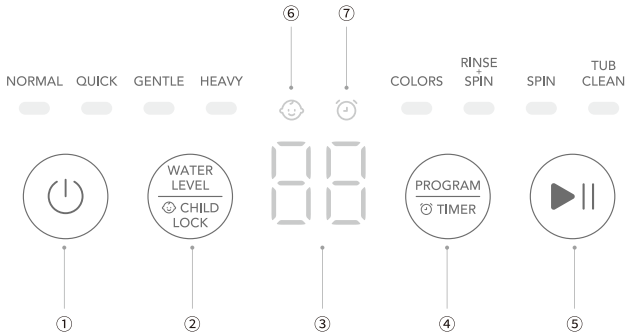 ⑥ ⑦
NORMAL QUICK GENTLE HEAVY COLORS RINSE + SPIN SPIN TUB CLEAN
88
WATER
LEVEL
CHILD
LOCK
PROGRAM
TIMER
① ② ③ ④ ⑤